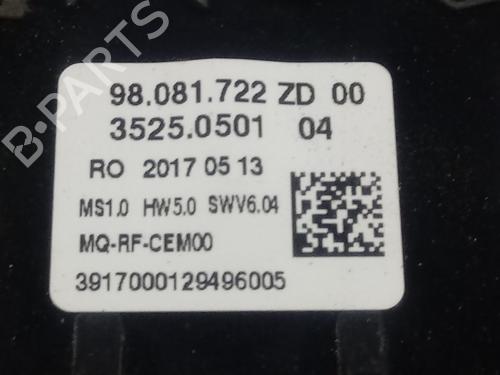 98.081.722 ZD 00
3525.0501 04
RO 2017 05 13
MS1.0 HW5.0 SWV6.04
MQ-RF-CEM00
3917000129496005
B-PARTS
B-PARTS